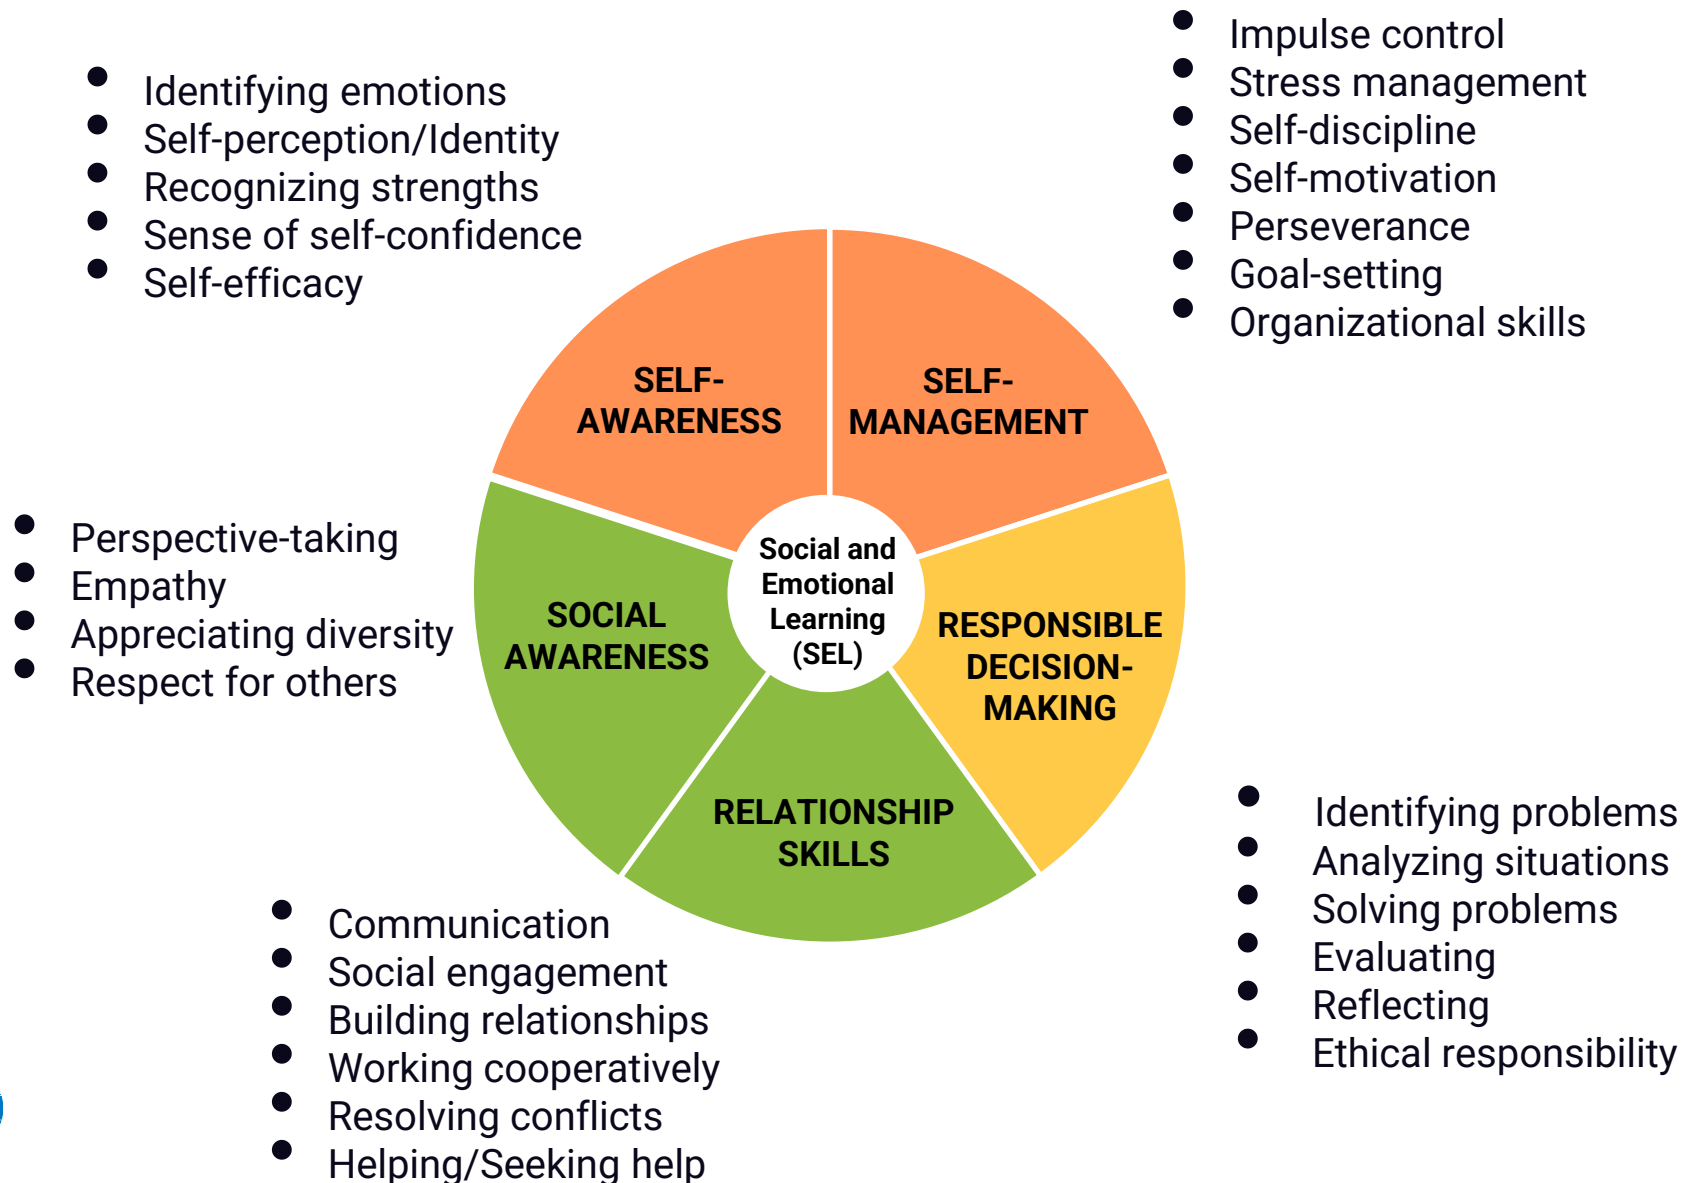 • Identifying emotions
• Self-perception/Identity
• Recognizing strengths
• Sense of self-confidence
• Self-efficacy
• Impulse control
• Stress management
• Self-discipline
• Self-motivation
• Perseverance
• Goal-setting
• Organizational skills
SELF-
AWARENESS
SELF-
MANAGEMENT
• Perspective-taking
• Empathy
• Appreciating diversity
• Respect for others
SOCIAL
AWARENESS
Social and
Emotional
Learning
(SEL)
RESPONSIBLE
DECISION-
MAKING
RELATIONSHIP
SKILLS
• Identifying problems
• Analyzing situations
• Solving problems
• Evaluating
• Reflecting
• Ethical responsibility
• Communication
• Social engagement
• Building relationships
• Working cooperatively
• Resolving conflicts
• Helping/Seeking help